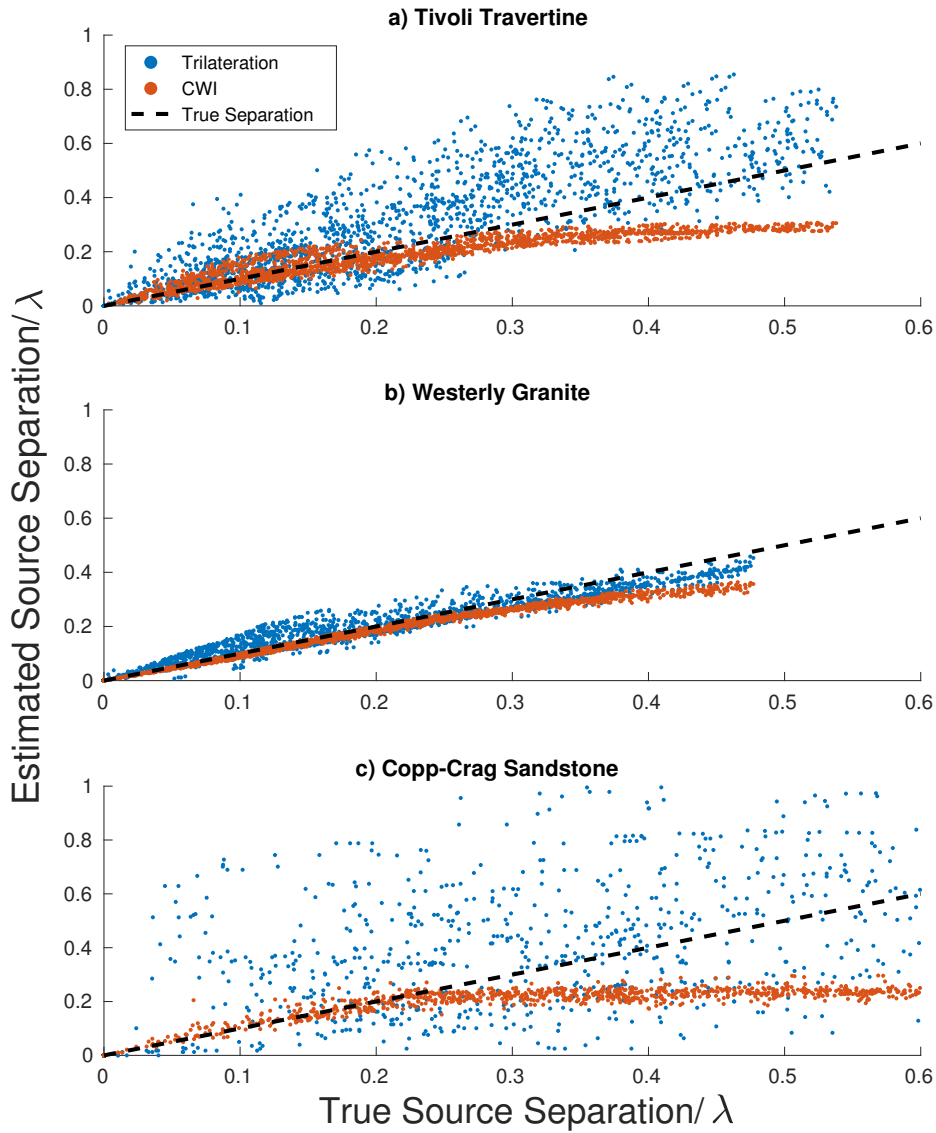 a) Tivoli Travertine
1
0.8
0.6
0.4
0.2
0
Trilateration
CWI
True Separation
0 0.1 0.2 0.3 0.4 0.5 0.6
b) Westerly Granite
1
0.8
0.6
0.4
0.2
0
0 0.1 0.2 0.3 0.4 0.5 0.6
c) Copp-Crag Sandstone
1
0.8
0.6
0.4
0.2
0
0 0.1 0.2 0.3 0.4 0.5 0.6
Estimated Source Separation/ λ
True Source Separation/ λ